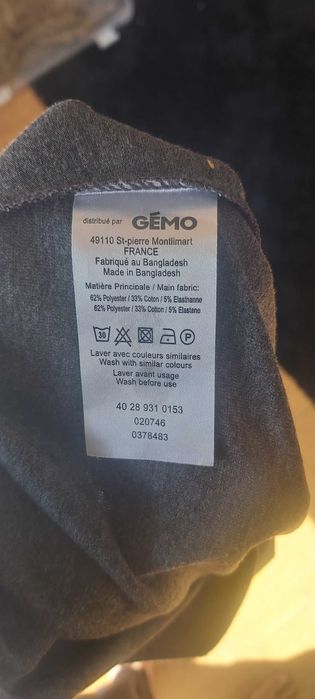 distribué par GÉMO
49110 St-pierre Montlimart
FRANCE
Fabriqué au Bangladesh
Made in Bangladesh
Matière Principale / Main fabric:
62% Polyester / 33% Coton / 5% Elasthanne
62% Polyester / 33% Cotton / 5% Elastane
30 P
Laver avec couleurs similaires
Wash with similar colours
Laver avant usage
Wash before use
40 28 931 0153
020746
0378483